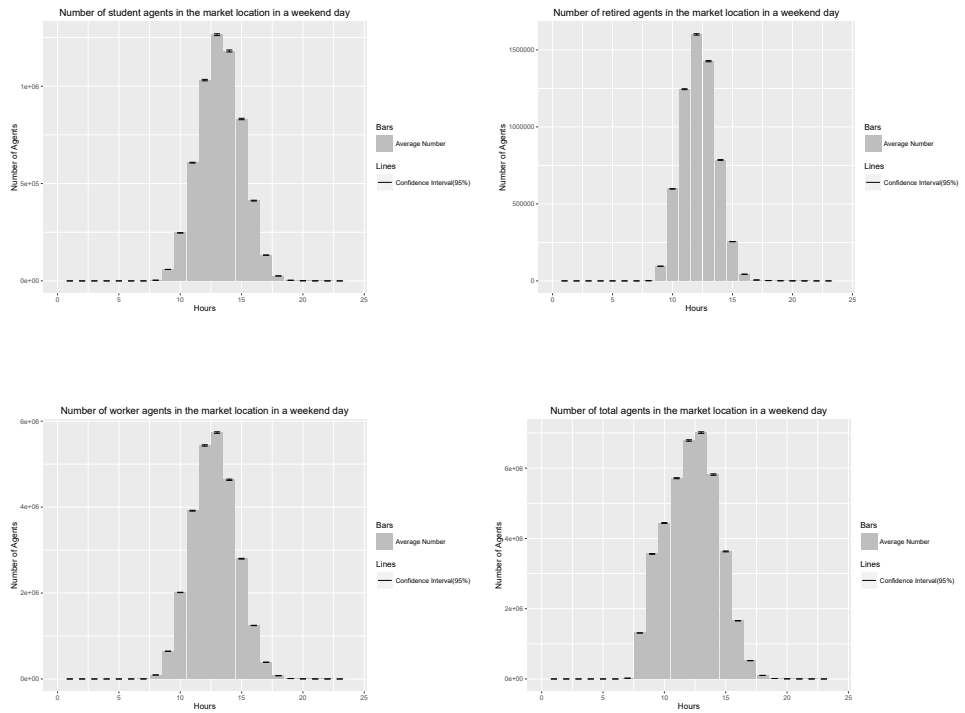 Number of student agents in the market location in a weekend day
Number of Agents
1e+06
5e+05
0e+00
0 5 10 15 20 25
Hours
Bars
Average Number
Lines
Confidence Interval(95%)
Number of retired agents in the market location in a weekend day
Number of Agents
1500000
1000000
500000
0
0 5 10 15 20 25
Hours
Bars
Average Number
Lines
Confidence Interval(95%)
Number of worker agents in the market location in a weekend day
Number of Agents
6e+06
4e+06
2e+06
0e+00
0 5 10 15 20 25
Hours
Bars
Average Number
Lines
Confidence Interval(95%)
Number of total agents in the market location in a weekend day
Number of Agents
6e+06
4e+06
2e+06
0e+00
0 5 10 15 20 25
Hours
Bars
Average Number
Lines
Confidence Interval(95%)